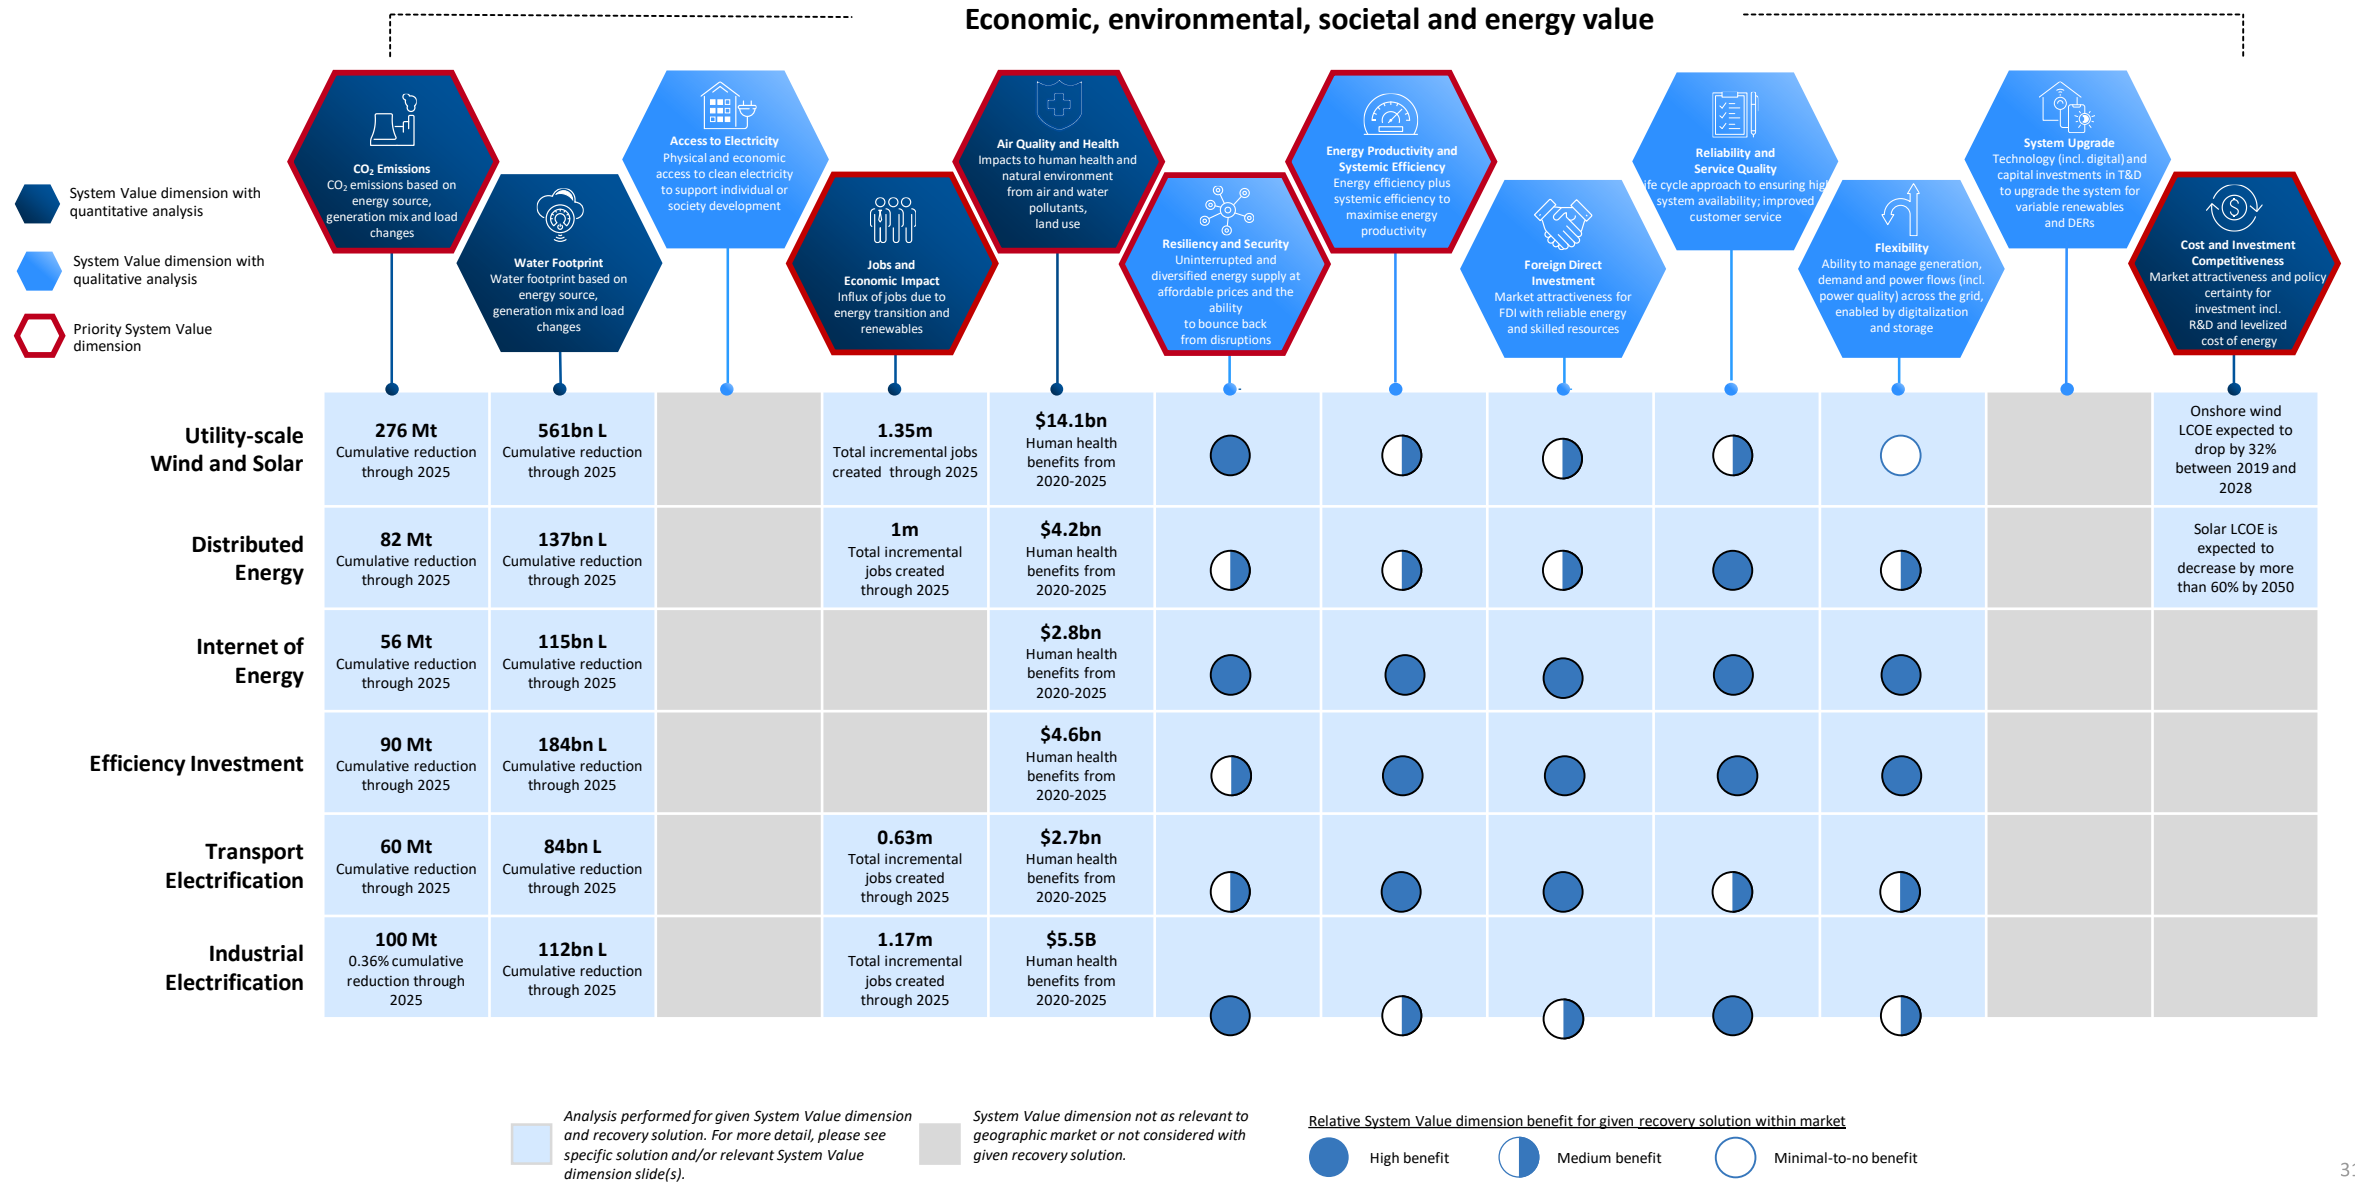 Economic, environmental, societal and energy value
System Value dimension with
quantitative analysis
System Value dimension with
qualitative analysis
Priority System Value
dimension
CO₂ Emissions
CO₂ emissions based on
energy source,
generation mix and load
changes
Water Footprint
Water footprint based on
energy source,
generation mix and load
changes
Access to Electricity
Physical and economic
access to clean electricity
to support individual or
society development
Jobs and
Economic Impact
Influx of jobs due to
energy transition and
renewables
Air Quality and Health
Impacts to human health and
natural environment
from air and water
pollutants,
land use
Resiliency and Security
Uninterrupted and
diversified energy supply at
affordable prices and the
ability
to bounce back
from disruptions
Energy Productivity and
Systemic Efficiency
Energy efficiency plus
systemic efficiency to
maximise energy
productivity
Foreign Direct
Investment
Market attractiveness for
FDI with reliable energy
and skilled resources
Reliability and
Service Quality
ife cycle approach to ensuring high
system availability; improved
customer service
Flexibility
Ability to manage generation,
demand and power flows (incl.
power quality) across the grid,
enabled by digitalization
and storage
System Upgrade
Technology (incl. digital) and
capital investments in T&D
to upgrade the system for
variable renewables
and DERs
Cost and Investment
Competitiveness
Market attractiveness and policy
certainty for
investment incl.
R&D and levelized
cost of energy
Utility-scale
Wind and Solar
276 Mt
Cumulative reduction
through 2025
561bn L
Cumulative reduction
through 2025
1.35m
Total incremental jobs
created through 2025
$14.1bn
Human health
benefits from
2020-2025
Onshore wind
LCOE expected to
drop by 32%
between 2019 and
2028
Distributed
Energy
82 Mt
Cumulative reduction
through 2025
137bn L
Cumulative reduction
through 2025
1m
Total incremental
jobs created
through 2025
$4.2bn
Human health
benefits from
2020-2025
Solar LCOE is
expected to
decrease by more
than 60% by 2050
Internet of
Energy
56 Mt
Cumulative reduction
through 2025
115bn L
Cumulative reduction
through 2025
$2.8bn
Human health
benefits from
2020-2025
Efficiency Investment
90 Mt
Cumulative reduction
through 2025
184bn L
Cumulative reduction
through 2025
$4.6bn
Human health
benefits from
2020-2025
Transport
Electrification
60 Mt
Cumulative reduction
through 2025
84bn L
Cumulative reduction
through 2025
0.63m
Total incremental
jobs created
through 2025
$2.7bn
Human health
benefits from
2020-2025
Industrial
Electrification
100 Mt
0.36% cumulative
reduction through
2025
112bn L
Cumulative reduction
through 2025
1.17m
Total incremental
jobs created
through 2025
$5.5B
Human health
benefits from
2020-2025
Analysis performed for given System Value dimension
and recovery solution. For more detail, please see
specific solution and/or relevant System Value
dimension slide(s).
System Value dimension not as relevant to
geographic market or not considered with
given recovery solution.
Relative System Value dimension benefit for given recovery solution within market
High benefit
Medium benefit
Minimal-to-no benefit
31